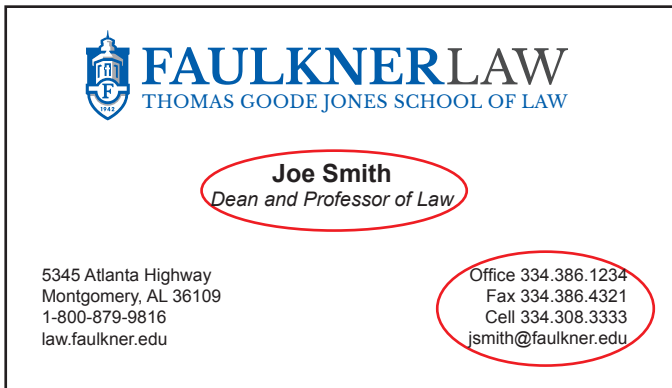 FAULKNERLAW
THOMAS GOODE JONES SCHOOL OF LAW
F
1942
Joe Smith
Dean and Professor of Law
5345 Atlanta Highway
Montgomery, AL 36109
1-800-879-9816
law.faulkner.edu
Office 334.386.1234
Fax 334.386.4321
Cell 334.308.3333
jsmith@faulkner.edu